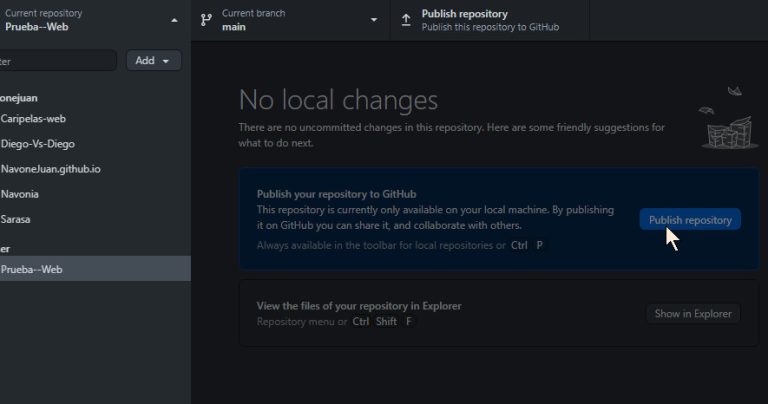 Current repository
Prueba--Web
Current branch
main
Publish repository
Publish this repository to GitHub
Add
Caripelas-web
Diego-Vs-Diego
NavoneJuan.github.io
Navonia
Sarasa
Prueba--Web
No local changes
There are no uncommitted changes in this repository. Here are some friendly suggestions for
what to do next.
Publish your repository to GitHub
This repository is currently only available on your local machine. By publishing
it on GitHub you can share it, and collaborate with others.
Always available in the toolbar for local repositories or Ctrl P
Publish repository
View the files of your repository in Explorer
Repository menu or Ctrl Shift F
Show in Explorer